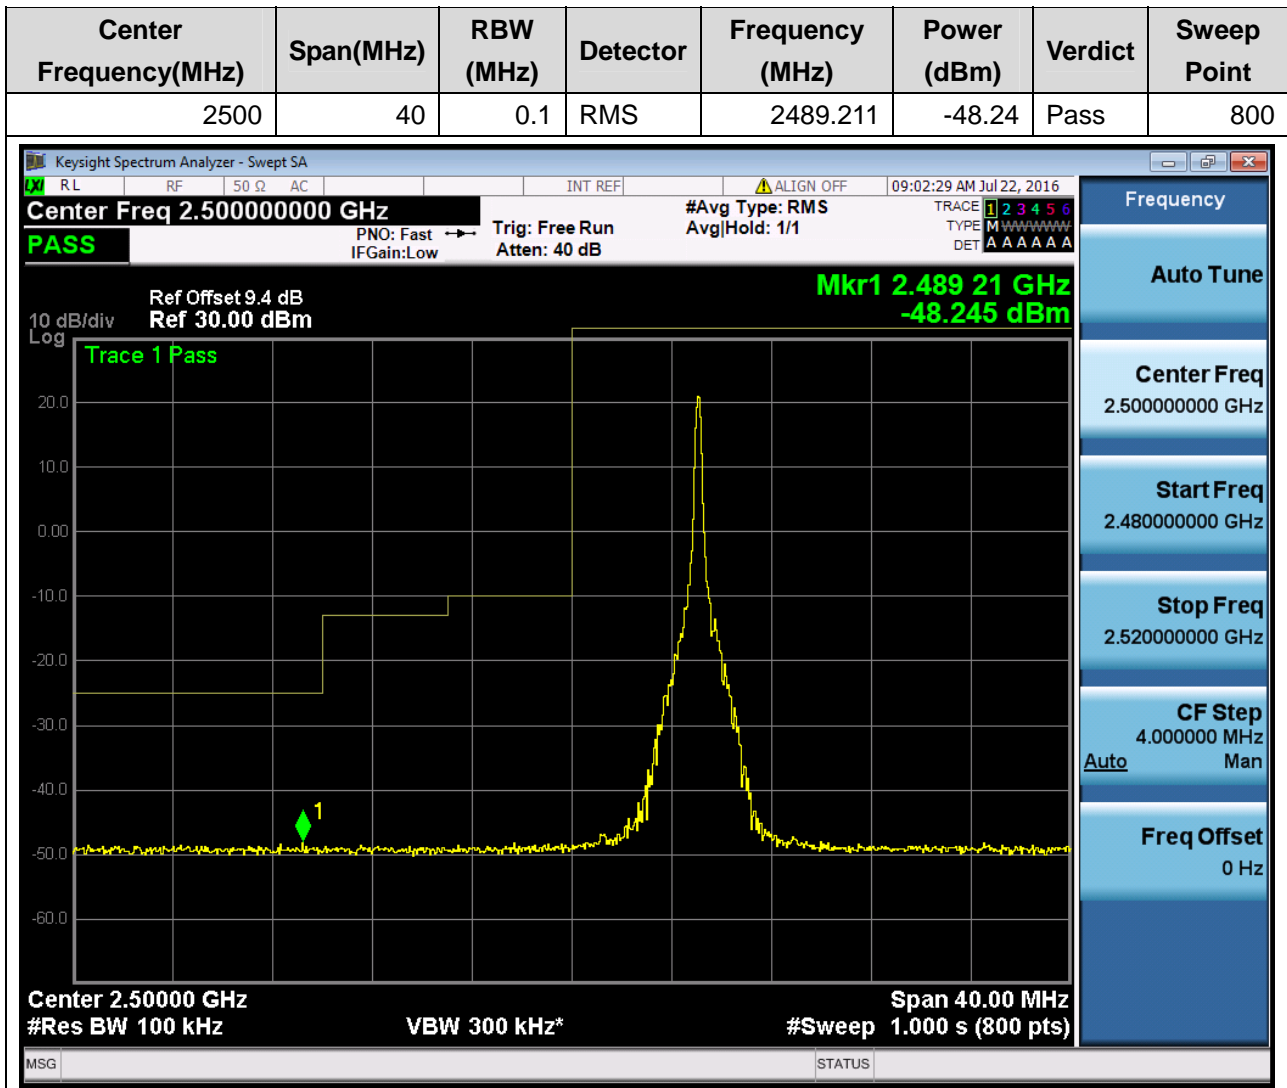 Center Frequency(MHz) Span(MHz) RBW (MHz) Detector Frequency (MHz) Power (dBm) Verdict Sweep Point
2500 40 0.1 RMS 2489.211 -48.24 Pass 800
Keysight Spectrum Analyzer - Swept SA
LXI RL RF 50 Ω AC INT REF ALIGN OFF 09:02:29 AM Jul 22, 2016
Center Freq 2.500000000 GHz #Avg Type: RMS TRACE 1 2 3 4 5 6
PASS PNO: Fast Trig: Free Run Avg|Hold: 1/1 TYPE M WWWWW
IFGain:Low Atten: 40 dB DET A A A A A A
Mkr1 2.489 21 GHz
-48.245 dBm
Ref Offset 9.4 dB
10 dB/div Ref 30.00 dBm
Log
Trace 1 Pass
20.0
10.0
0.00
-10.0
-20.0
-30.0
-40.0
1
-50.0
-60.0
Center 2.50000 GHz Span 40.00 MHz
#Res BW 100 kHz VBW 300 kHz* #Sweep 1.000 s (800 pts)
MSG STATUS
Frequency
Auto Tune
Center Freq
2.500000000 GHz
Start Freq
2.480000000 GHz
Stop Freq
2.520000000 GHz
CF Step
4.000000 MHz
Auto Man
Freq Offset
0 Hz